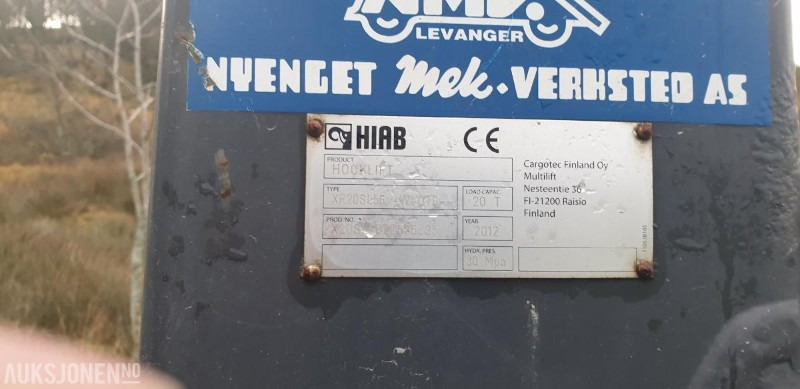 LEVANGER
NYENGET Mek. VERKSTED AS
HIAB CE
PRODUCT
HOOKLIFT
TYPE
LOAD CAPAC.
20 T
PROD. NO.
YEAR
2012
HYDR. PRES.
30 Mpa
Cargotec Finland Oy
Multilift
Nesteentie 36
FI-21200 Raisio
Finland
AUKSJONEN.NO